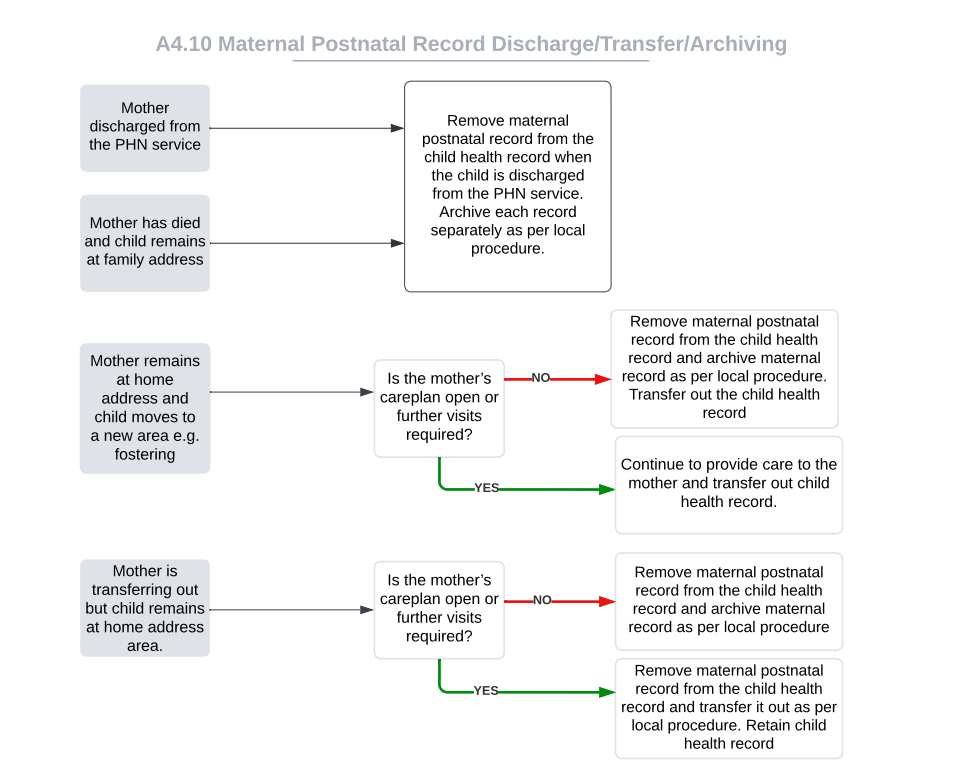 A4.10 Maternal Postnatal Record Discharge/Transfer/Archiving
Mother
discharged from
the PHN service
Remove maternal
postnatal record from the
child health record when
the child is discharged
from the PHN service.
Archive each record
separately as per local
procedure.
Mother has died
and child remains
at family address
Mother remains
at home
address and
child moves to
a new area e.g.
fostering
Is the mother’s
careplan open or
further visits
required?
NO
Remove maternal postnatal
record from the child health
record and archive maternal
record as per local procedure.
Transfer out the child health
record
YES
Continue to provide care to the
mother and transfer out child
health record.
Mother is
transferring out
but child remains
at home address
area.
Is the mother’s
careplan open or
further visits
required?
NO
Remove maternal postnatal
record from the child health
record and archive maternal
record as per local procedure
YES
Remove maternal postnatal
record from the child health
record and transfer it out as per
local procedure. Retain child
health record